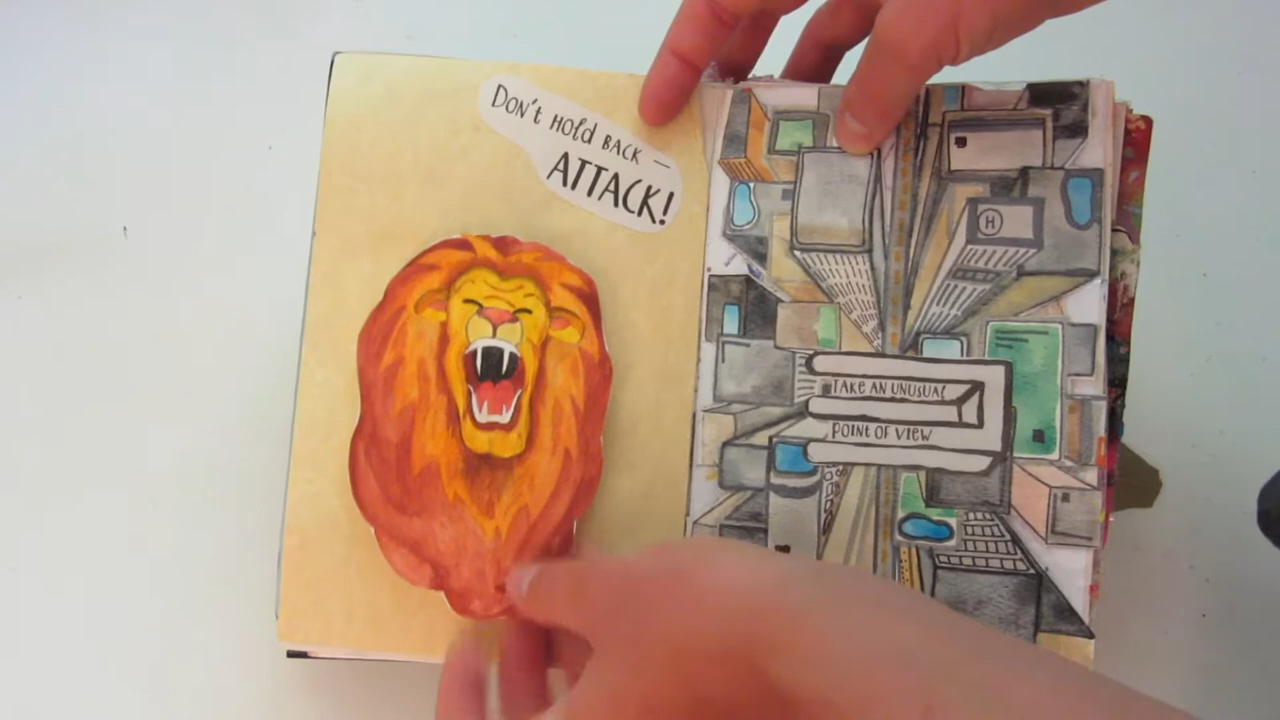 DON'T HOLD BACK —
ATTACK!
H
TAKE AN UNUSUAL
POINT OF VIEW